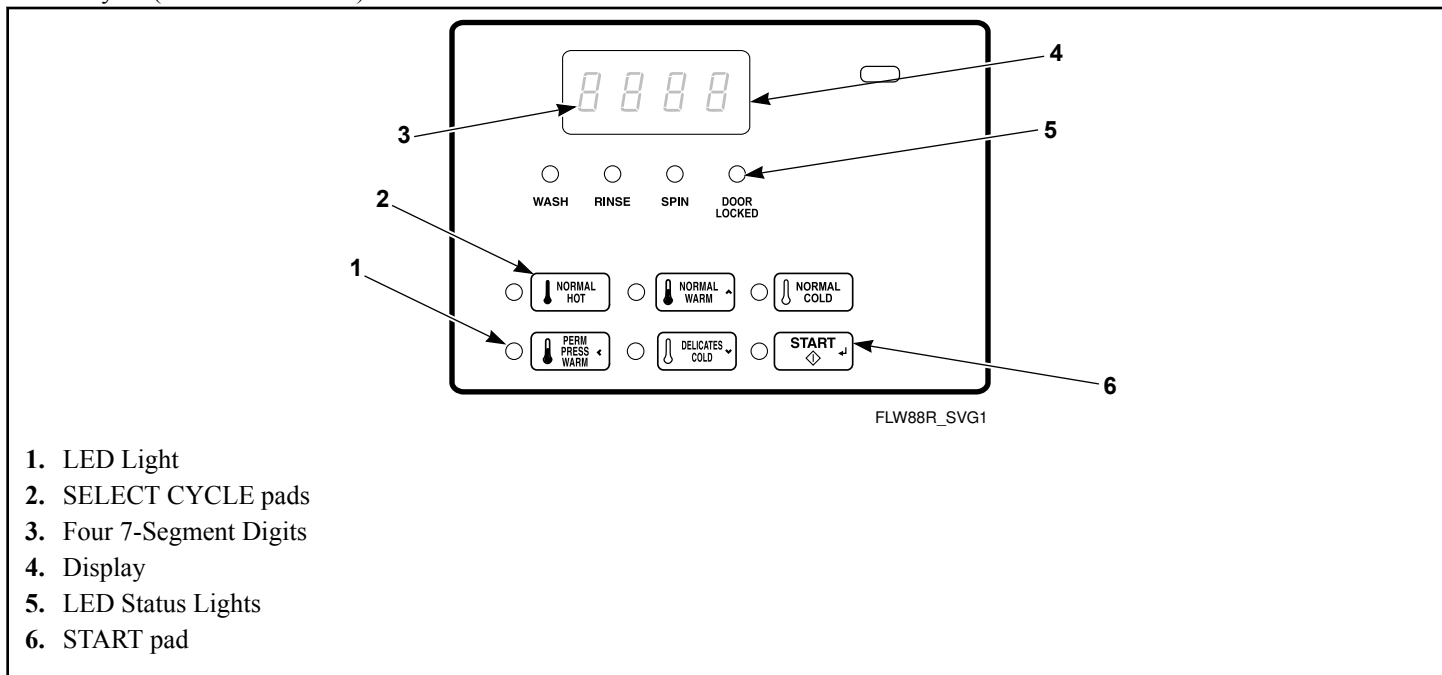 4
8888
3
5
WASH RINSE SPIN DOOR LOCKED
2
1
NORMAL HOT
NORMAL WARM
NORMAL COLD
PERM PRESS WARM
DELICATES COLD
START
6
FLW88R_SVG1
1. LED Light
2. SELECT CYCLE pads
3. Four 7-Segment Digits
4. Display
5. LED Status Lights
6. START pad